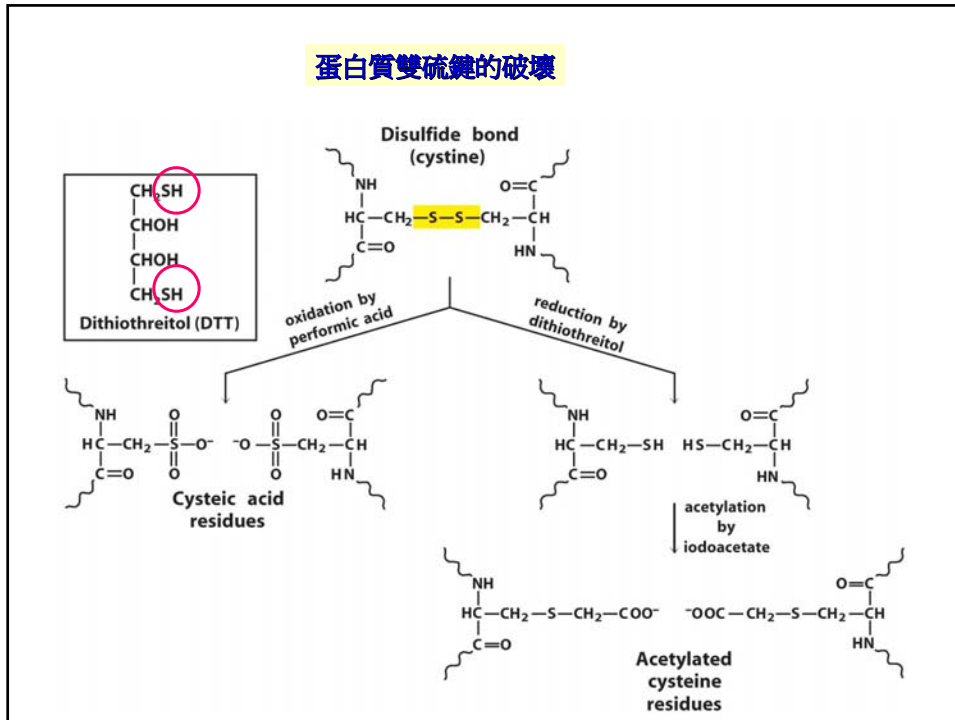 蛋白質雙硫鍵的破壞
Disulfide bond
(cystine)
NH
HC—CH₂—S—S—CH₂—CH
C=O
O=C
HN
CH₂SH
CHOH
CHOH
CH₂SH
Dithiothreitol (DTT)
oxidation by
performic acid
reduction by
dithiothreitol
NH
O
O
O=C
HC—CH₂—S—O⁻
⁻O—S—CH₂—CH
C=O
O
O
HN
Cysteic acid
residues
NH
O=C
HC—CH₂—SH
HS—CH₂—CH
C=O
HN
acetylation
by
iodoacetate
NH
O=C
HC—CH₂—S—CH₂—COO⁻
⁻OOC—CH₂—S—CH₂—CH
C=O
HN
Acetylated
cysteine
residues